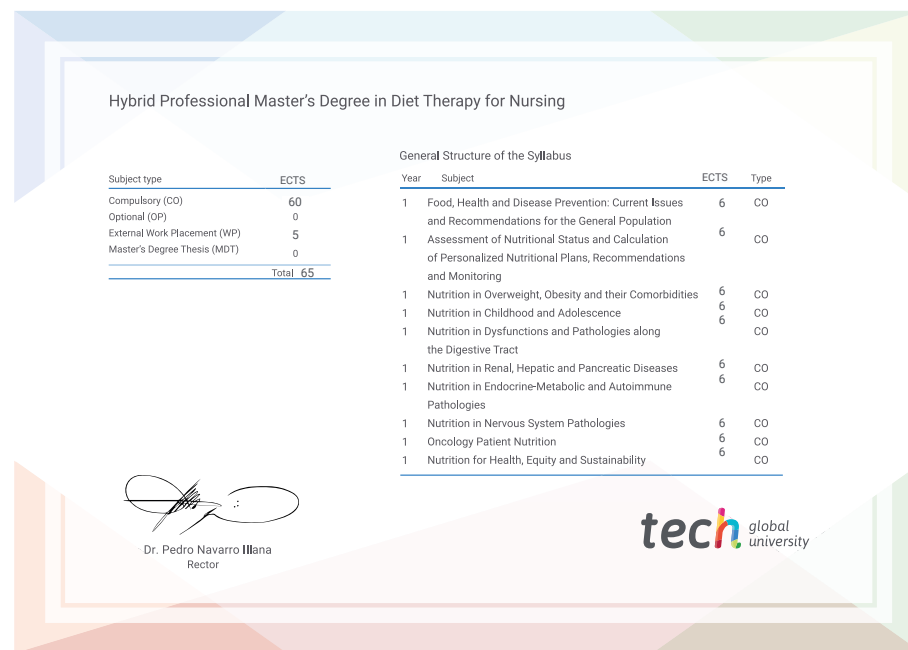 Hybrid Professional Master's Degree in Diet Therapy for Nursing
Subject type ECTS
Compulsory (CO) 60
Optional (OP) 0
External Work Placement (WP) 5
Master's Degree Thesis (MDT) 0
Total 65
General Structure of the Syllabus
Year Subject ECTS Type
1 Food, Health and Disease Prevention: Current Issues 6 CO
and Recommendations for the General Population
1 Assessment of Nutritional Status and Calculation 6 CO
of Personalized Nutritional Plans, Recommendations
and Monitoring
1 Nutrition in Overweight, Obesity and their Comorbidities 6 CO
1 Nutrition in Childhood and Adolescence 6 CO
1 Nutrition in Dysfunctions and Pathologies along 6 CO
the Digestive Tract
1 Nutrition in Renal, Hepatic and Pancreatic Diseases 6 CO
1 Nutrition in Endocrine-Metabolic and Autoimmune 6 CO
Pathologies
1 Nutrition in Nervous System Pathologies 6 CO
1 Oncology Patient Nutrition 6 CO
1 Nutrition for Health, Equity and Sustainability 6 CO
Dr. Pedro Navarro Illana
Rector
tech global
university